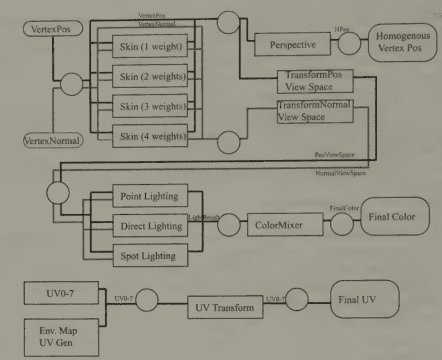 VertexPos
VertexNormal
VertexPos
VertexNormal
Skin (1 weight)
Skin (2 weights)
Skin (3 weights)
Skin (4 weights)
Perspective
HPos
Homogenous
Vertex Pos
TransformPos
View Space
TransformNormal
View Space
PosViewSpace
NormalViewSpace
Point Lighting
Direct Lighting
Spot Lighting
LightResult
ColorMixer
FinalColor
Final Color
UV0-7
Env. Map
UV Gen
UV0-7
UV Transform
UV0-7
Final UV